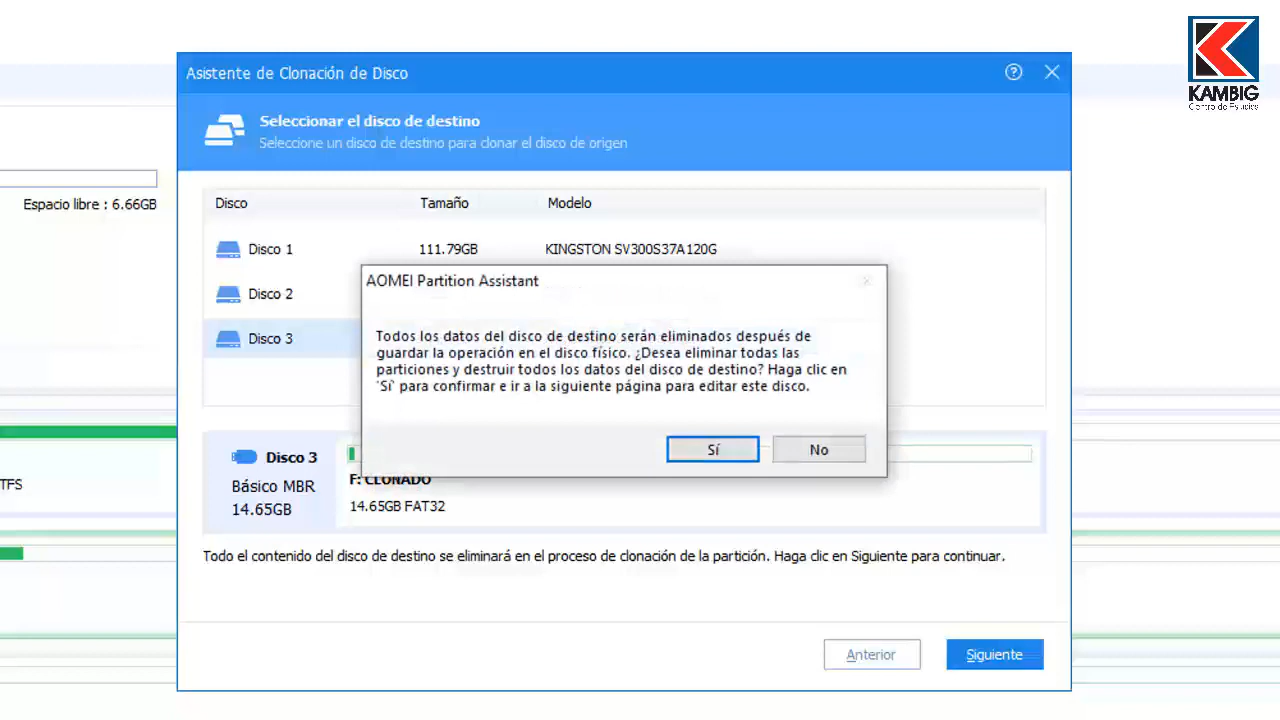 KAMBIG
Centro de Estudios
Asistente de Clonación de Disco
Seleccionar el disco de destino
Seleccione un disco de destino para clonar el disco de origen
Espacio libre : 6.66GB
Disco Tamaño Modelo
Disco 1 111.79GB KINGSTON SV300S37A120G
Disco 2
Disco 3
AOMEI Partition Assistant
Todos los datos del disco de destino serán eliminados después de
guardar la operación en el disco físico. ¿Desea eliminar todas las
particiones y destruir todos los datos del disco de destino? Haga clic en
'Sí' para confirmar e ir a la siguiente página para editar este disco.
Sí No
Disco 3
Básico MBR
14.65GB
F: CLONADO
14.65GB FAT32
TFS
Todo el contenido del disco de destino se eliminará en el proceso de clonación de la partición. Haga clic en Siguiente para continuar.
Anterior Siguiente